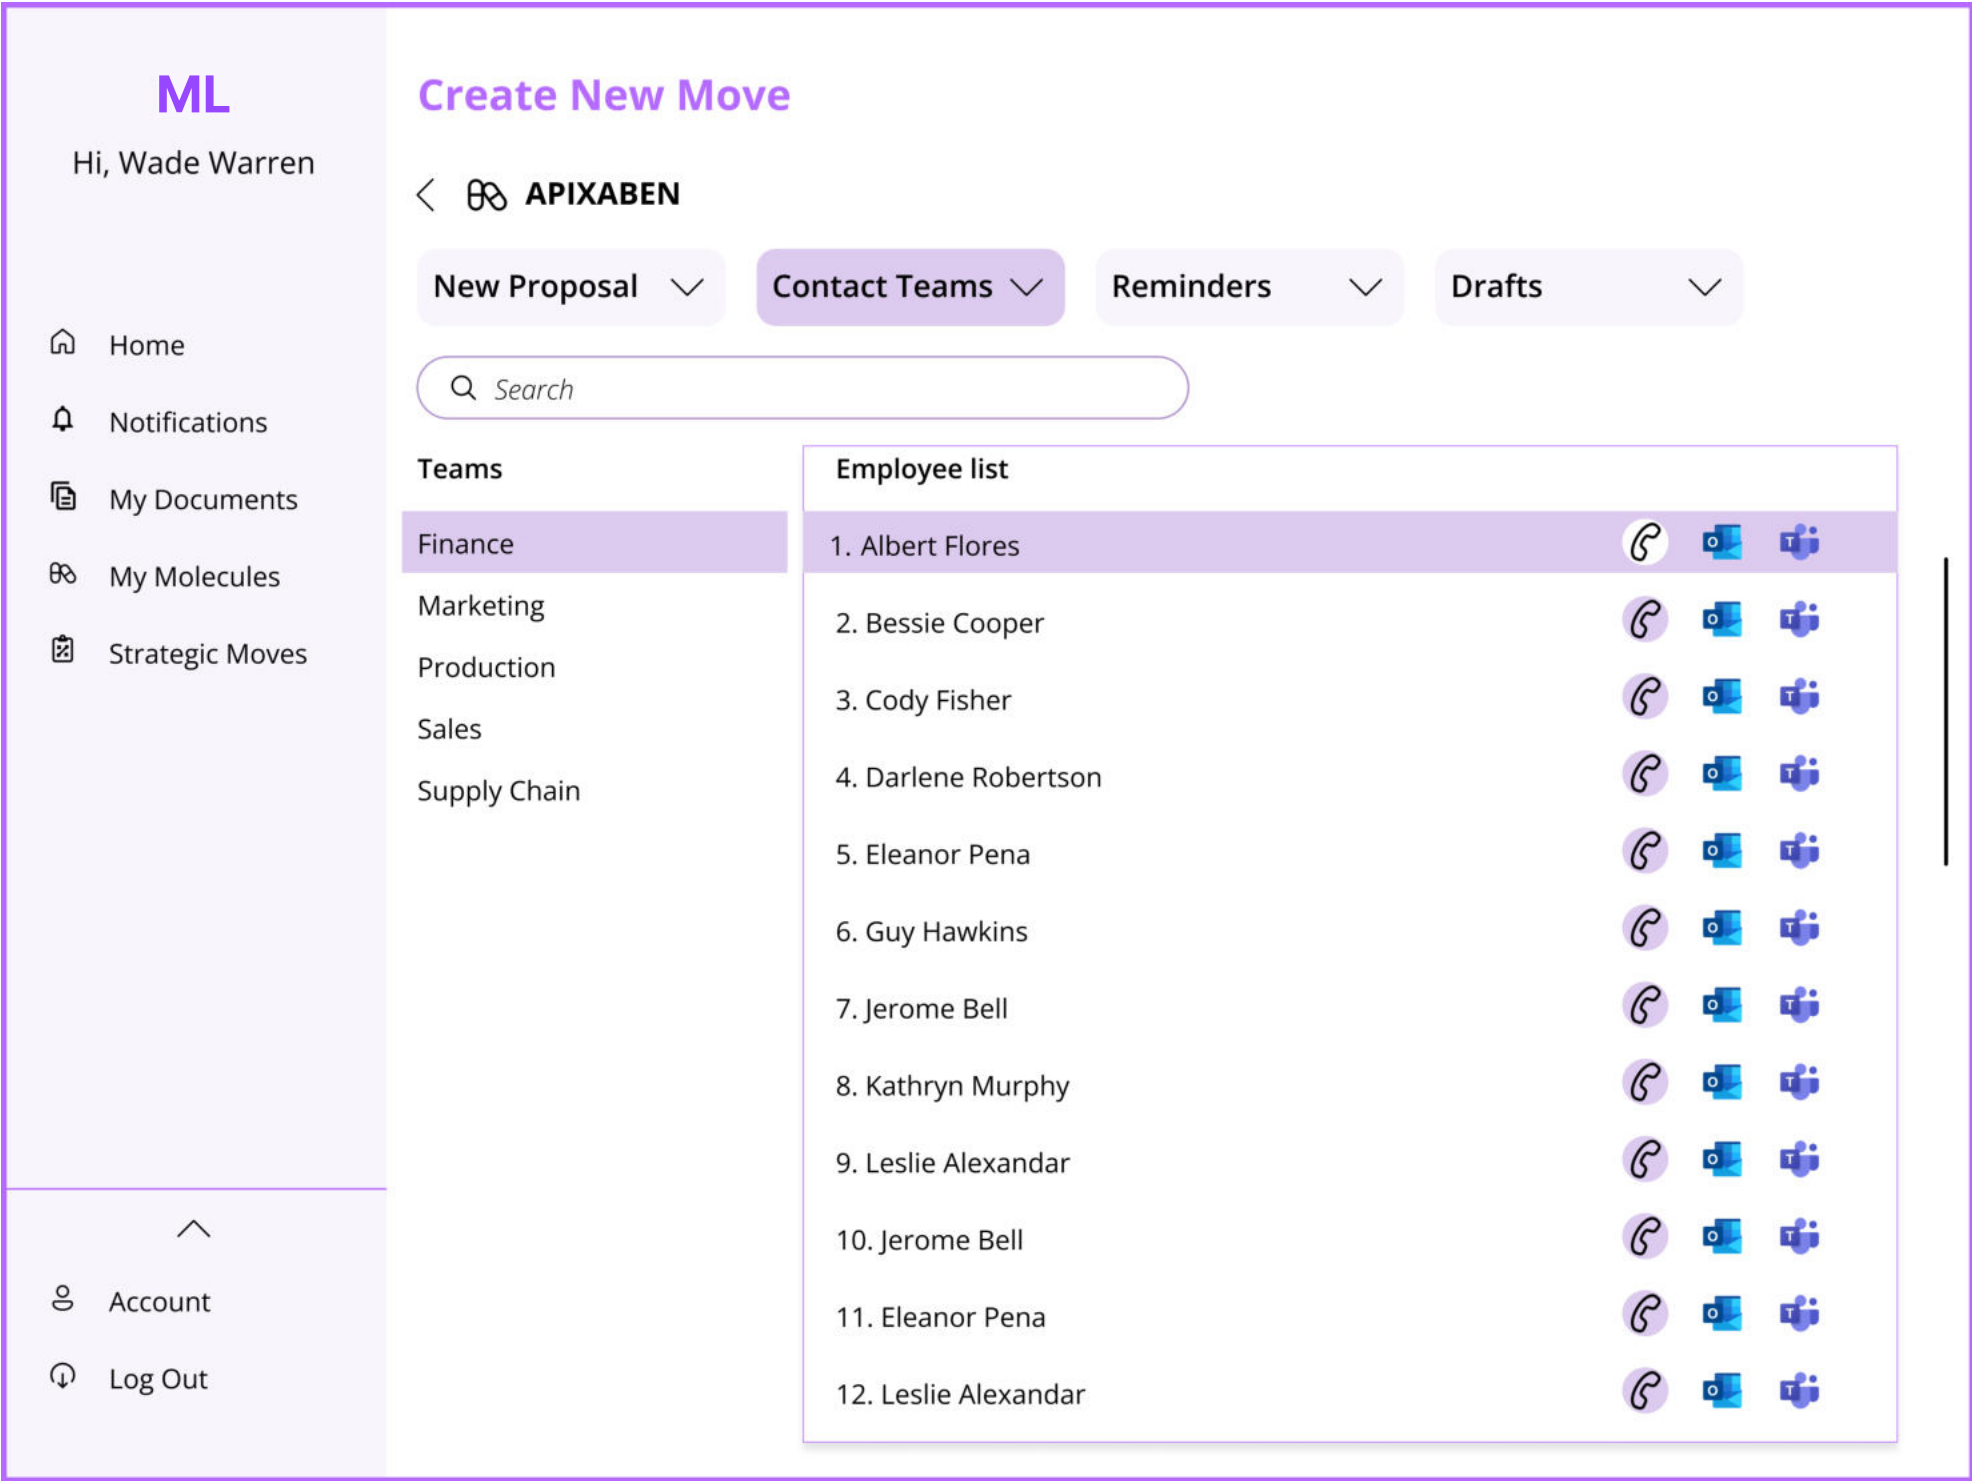 ML
Hi, Wade Warren
Home
Notifications
My Documents
My Molecules
Strategic Moves
Account
Log Out
Create New Move
APIXABEN
New Proposal
Contact Teams
Reminders
Drafts
Search
Teams
Finance
Marketing
Production
Sales
Supply Chain
Employee list
1. Albert Flores
2. Bessie Cooper
3. Cody Fisher
4. Darlene Robertson
5. Eleanor Pena
6. Guy Hawkins
7. Jerome Bell
8. Kathryn Murphy
9. Leslie Alexandar
10. Jerome Bell
11. Eleanor Pena
12. Leslie Alexandar